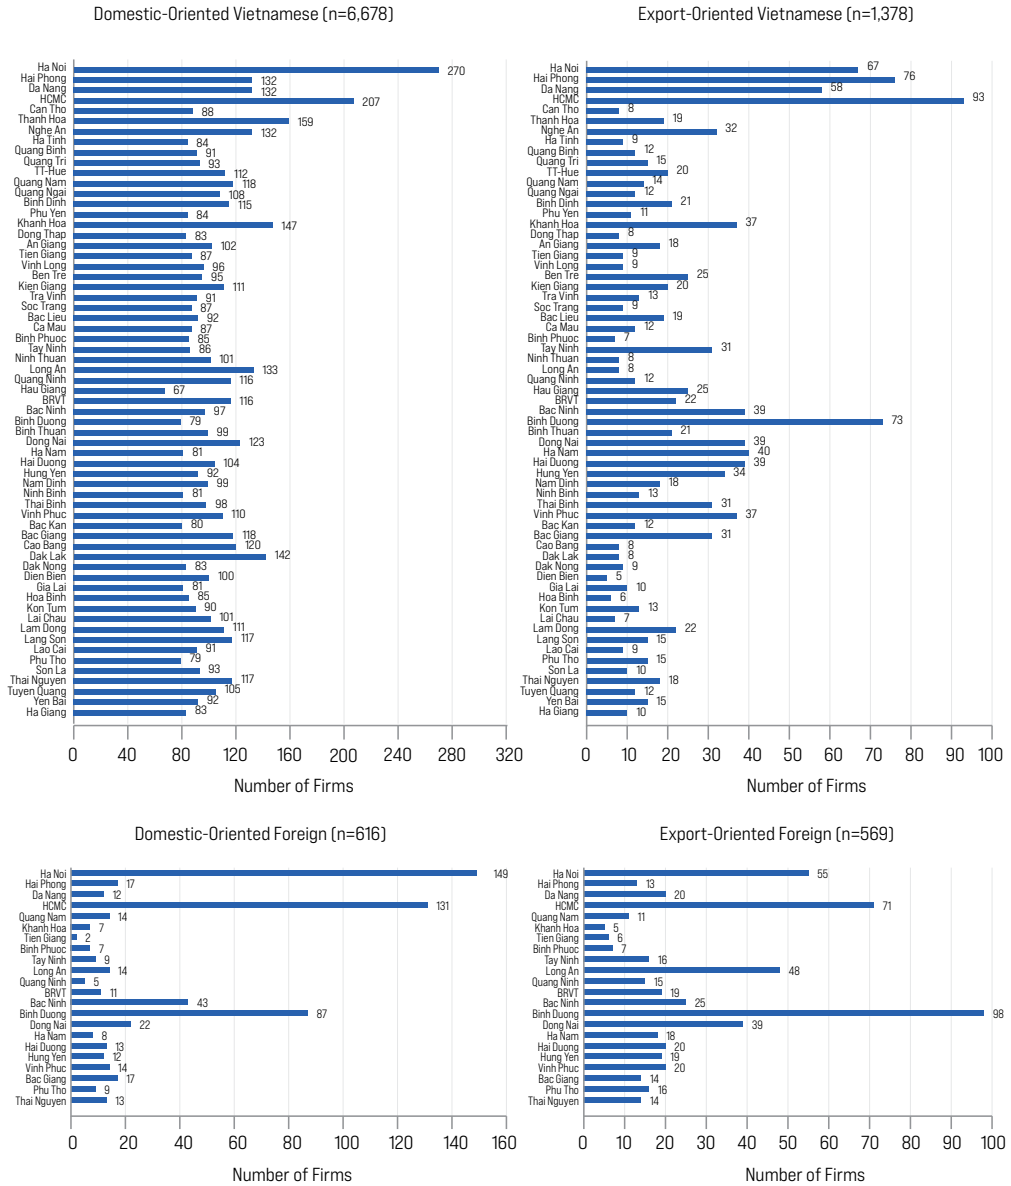 Domestic-Oriented Vietnamese (n=6,678)
Ha Noi 270
Hai Phong 132
Da Nang 132
HCMC 207
Can Tho 88
Thanh Hoa 159
Nghe An 132
Ha Tinh 84
Quang Binh 91
Quang Tri 93
TT-Hue 112
Quang Nam 118
Quang Ngai 108
Binh Dinh 115
Phu Yen 84
Khanh Hoa 147
Dong Thap 83
An Giang 102
Tien Giang 87
Vinh Long 96
Ben Tre 95
Kien Giang 111
Tra Vinh 91
Soc Trang 87
Bac Lieu 92
Ca Mau 87
Binh Phuoc 85
Tay Ninh 86
Ninh Thuan 101
Long An 133
Quang Ninh 116
Hau Giang 67
BRVT 116
Bac Ninh 97
Binh Duong 79
Binh Thuan 99
Dong Nai 123
Ha Nam 81
Hai Duong 104
Hung Yen 92
Nam Dinh 99
Ninh Binh 81
Thai Binh 98
Vinh Phuc 110
Bac Kan 80
Bac Giang 118
Cao Bang 120
Dak Lak 142
Dak Nong 83
Dien Bien 100
Gia Lai 81
Hoa Binh 85
Kon Tum 90
Lai Chau 101
Lam Dong 111
Lang Son 117
Lao Cai 91
Phu Tho 79
Son La 93
Thai Nguyen 117
Tuyen Quang 105
Yen Bai 92
Ha Giang 83
0 40 80 120 160 200 240 280 320
Number of Firms
Export-Oriented Vietnamese (n=1,378)
Ha Noi 67
Hai Phong 76
Da Nang 58
HCMC 93
Can Tho 8
Thanh Hoa 19
Nghe An 32
Ha Tinh 9
Quang Binh 12
Quang Tri 15
TT-Hue 20
Quang Nam 14
Quang Ngai 12
Binh Dinh 21
Phu Yen 11
Khanh Hoa 37
Dong Thap 8
An Giang 18
Tien Giang 9
Vinh Long 9
Ben Tre 25
Kien Giang 20
Tra Vinh 13
Soc Trang 9
Bac Lieu 19
Ca Mau 12
Binh Phuoc 7
Tay Ninh 31
Ninh Thuan 8
Long An 8
Quang Ninh 12
Hau Giang 25
BRVT 22
Bac Ninh 39
Binh Duong 73
Binh Thuan 21
Dong Nai 39
Ha Nam 40
Hai Duong 39
Hung Yen 34
Nam Dinh 18
Ninh Binh 13
Thai Binh 31
Vinh Phuc 37
Bac Kan 12
Bac Giang 31
Cao Bang 8
Dak Lak 8
Dak Nong 9
Dien Bien 5
Gia Lai 10
Hoa Binh 6
Kon Tum 13
Lai Chau 7
Lam Dong 22
Lang Son 15
Lao Cai 9
Phu Tho 15
Son La 10
Thai Nguyen 18
Tuyen Quang 12
Yen Bai 15
Ha Giang 10
0 10 20 30 40 50 60 70 80 90 100
Number of Firms
Domestic-Oriented Foreign (n=616)
Ha Noi 149
Hai Phong 17
Da Nang 12
HCMC 131
Quang Nam 14
Khanh Hoa 7
Tien Giang 2
Binh Phuoc 7
Tay Ninh 9
Long An 14
Quang Ninh 5
BRVT 11
Bac Ninh 43
Binh Duong 87
Dong Nai 22
Ha Nam 8
Hai Duong 13
Hung Yen 12
Vinh Phuc 14
Bac Giang 17
Phu Tho 9
Thai Nguyen 13
0 20 40 60 80 100 120 140 160
Number of Firms
Export-Oriented Foreign (n=569)
Ha Noi 55
Hai Phong 13
Da Nang 20
HCMC 71
Quang Nam 11
Khanh Hoa 5
Tien Giang 6
Binh Phuoc 7
Tay Ninh 16
Long An 48
Quang Ninh 15
BRVT 19
Bac Ninh 25
Binh Duong 98
Dong Nai 39
Ha Nam 18
Hai Duong 20
Hung Yen 19
Vinh Phuc 20
Bac Giang 14
Phu Tho 16
Thai Nguyen 14
0 10 20 30 40 50 60 70 80 90 100
Number of Firms